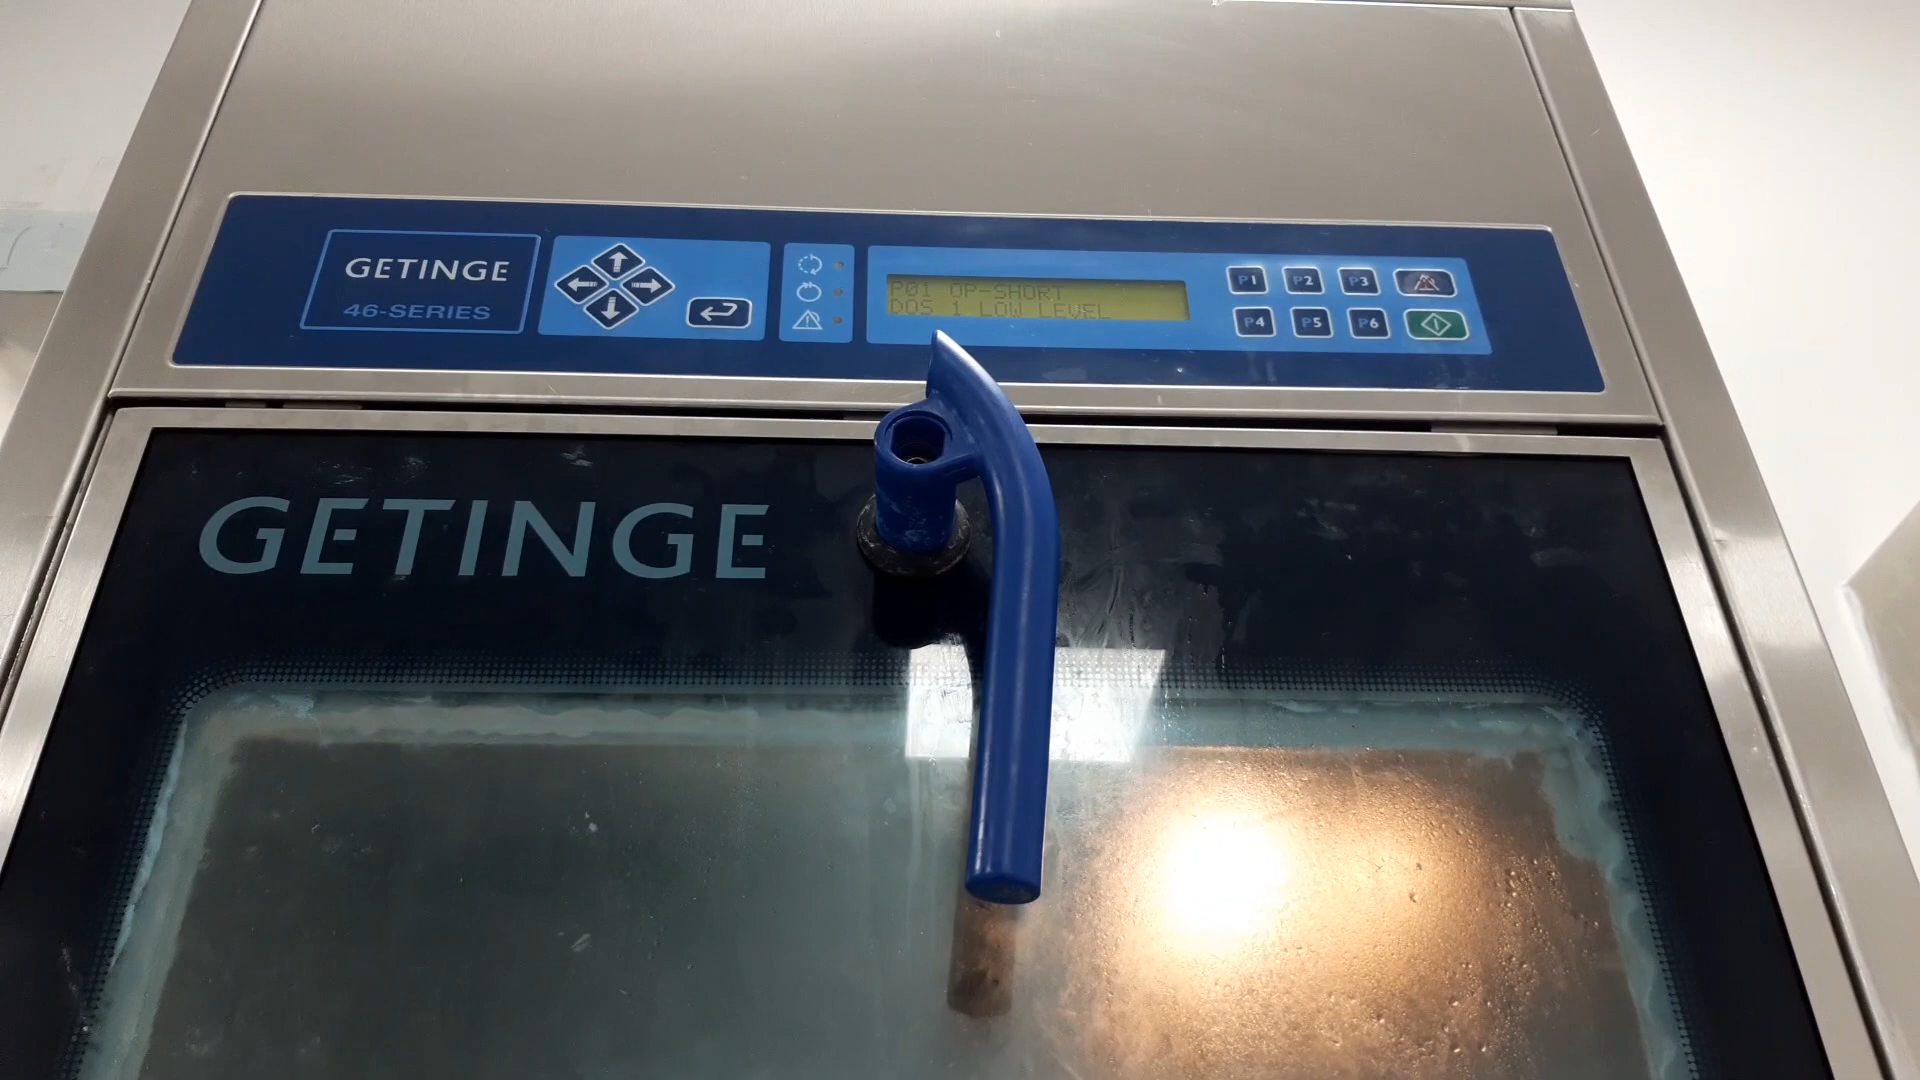 GETINGE
46-SERIES
P01 OP-SHORT
DOS 1 LOW LEVEL
P1 P2 P3
P4 P5 P6
GETINGE